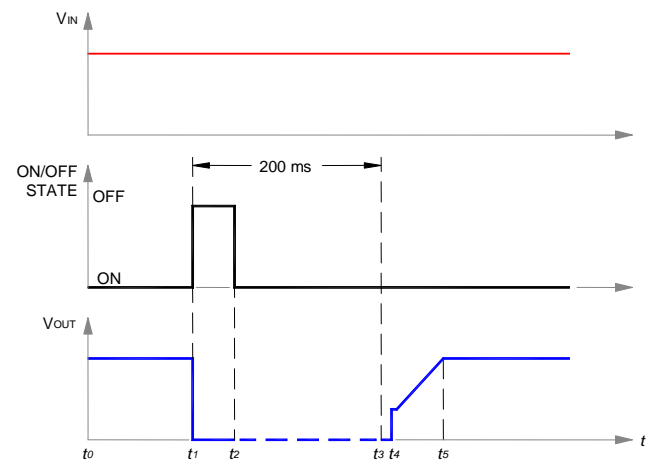 VIN
200 ms
ON/OFF
STATE
OFF
ON
VOUT
t
t0 t1 t2 t3 t4 t5